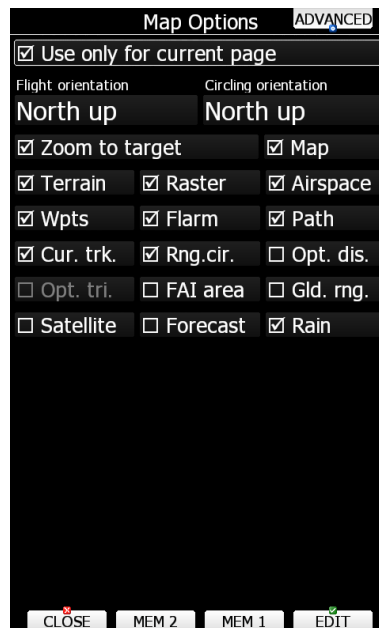 Map Options ADVANCED
Use only for current page
Flight orientation Circling orientation
North up North up
Zoom to target Map
Terrain Raster Airspace
Wpts Flarm Path
Cur. trk. Rng.cir. Opt. dis.
Opt. tri. FAI area Gld. rng.
Satellite Forecast Rain
CLOSE MEM 2 MEM 1 EDIT